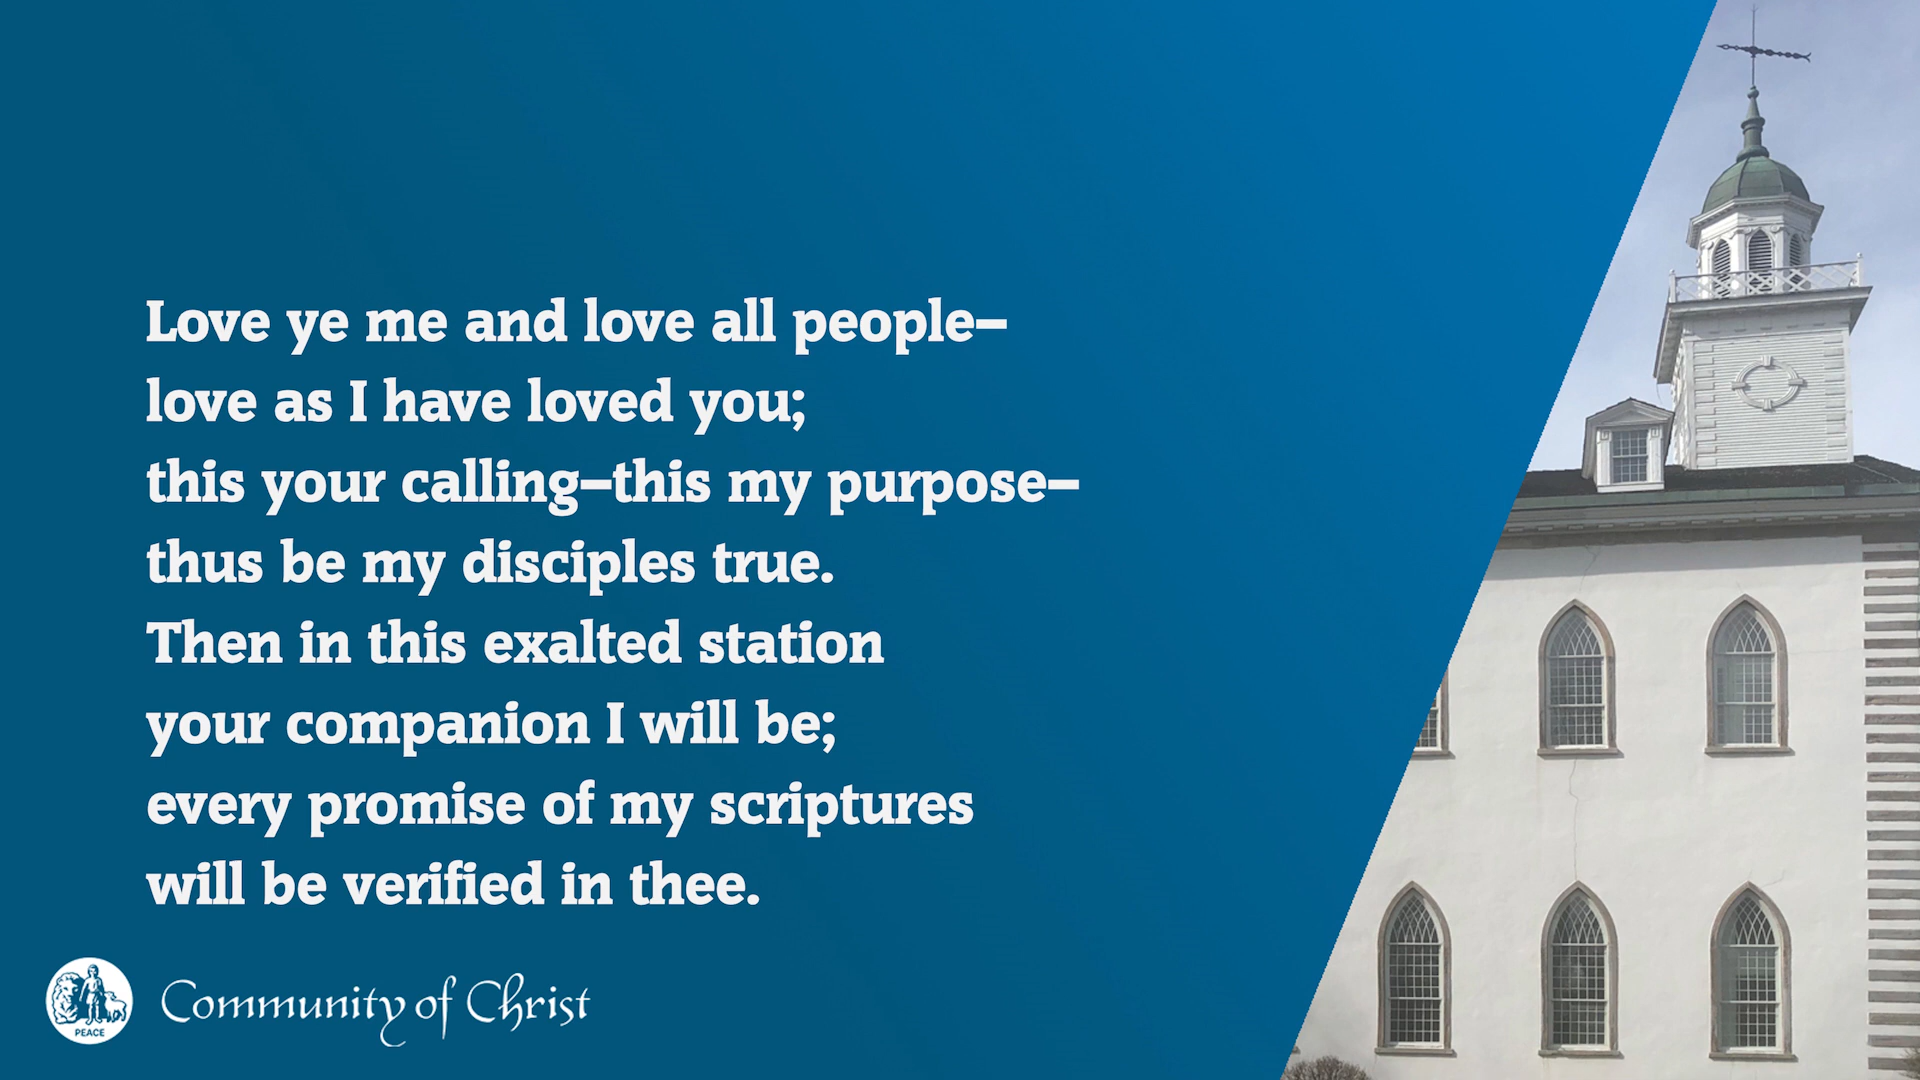 Love ye me and love all people–
love as I have loved you;
this your calling–this my purpose–
thus be my disciples true.
Then in this exalted station
your companion I will be;
every promise of my scriptures
will be verified in thee.
PEACE
Community of Christ